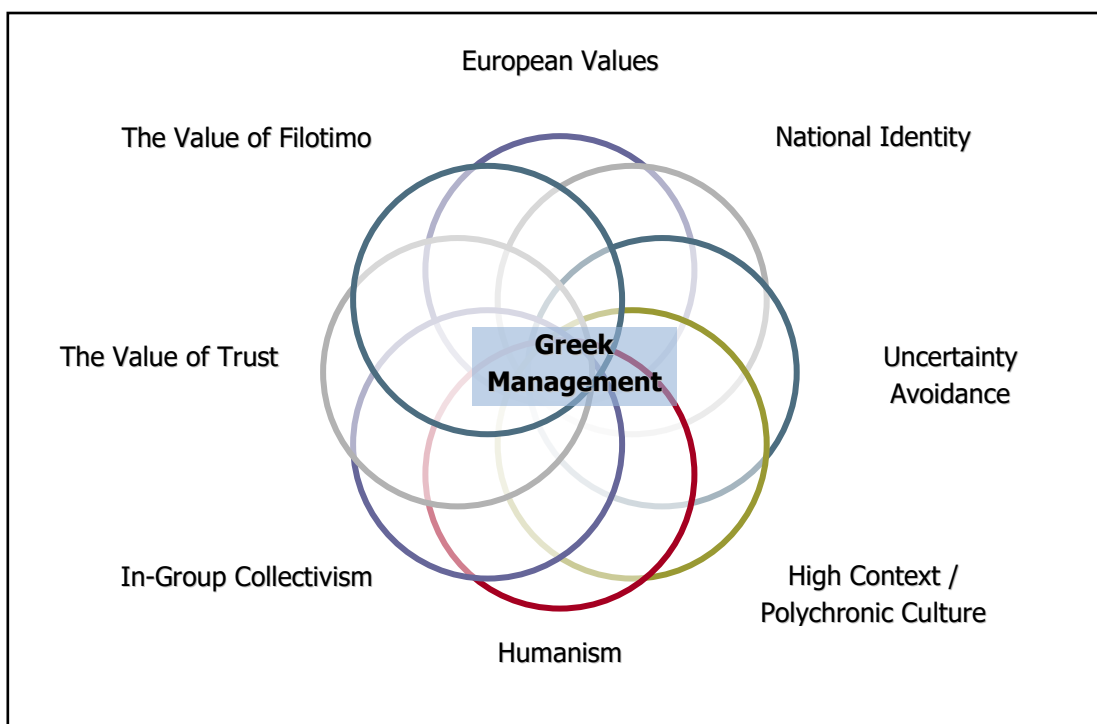 European Values
The Value of Filotimo
National Identity
Greek
Management
The Value of Trust
Uncertainty
Avoidance
In-Group Collectivism
High Context /
Polychronic Culture
Humanism